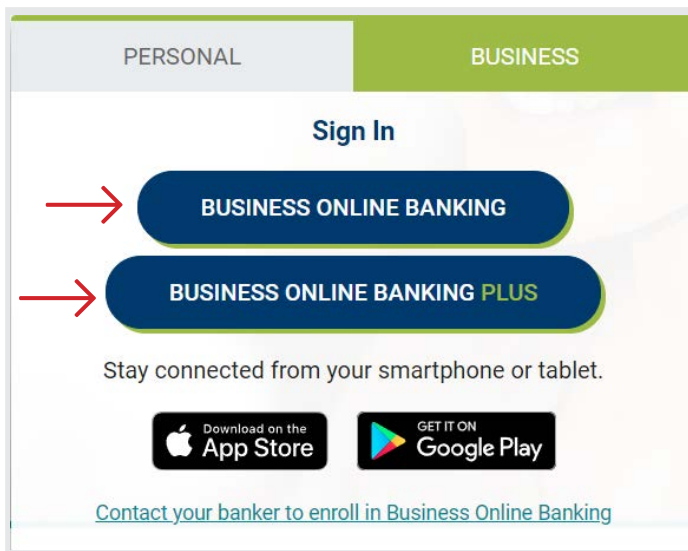 PERSONAL
BUSINESS
Sign In
BUSINESS ONLINE BANKING
BUSINESS ONLINE BANKING PLUS
Stay connected from your smartphone or tablet.
Download on the
App Store
GET IT ON
Google Play
Contact your banker to enroll in Business Online Banking